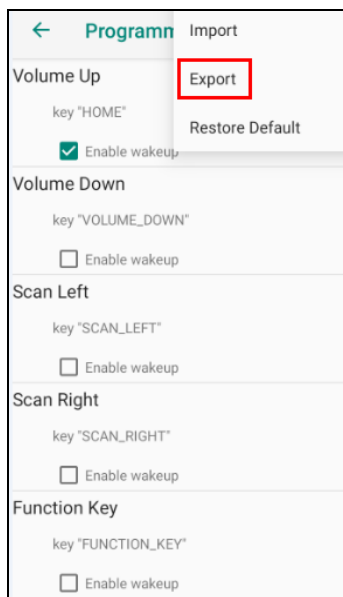 Programm
Import
Export
Restore Default
Volume Up
key "HOME"
Enable wakeup
Volume Down
key "VOLUME_DOWN"
Enable wakeup
Scan Left
key "SCAN_LEFT"
Enable wakeup
Scan Right
key "SCAN_RIGHT"
Enable wakeup
Function Key
key "FUNCTION_KEY"
Enable wakeup